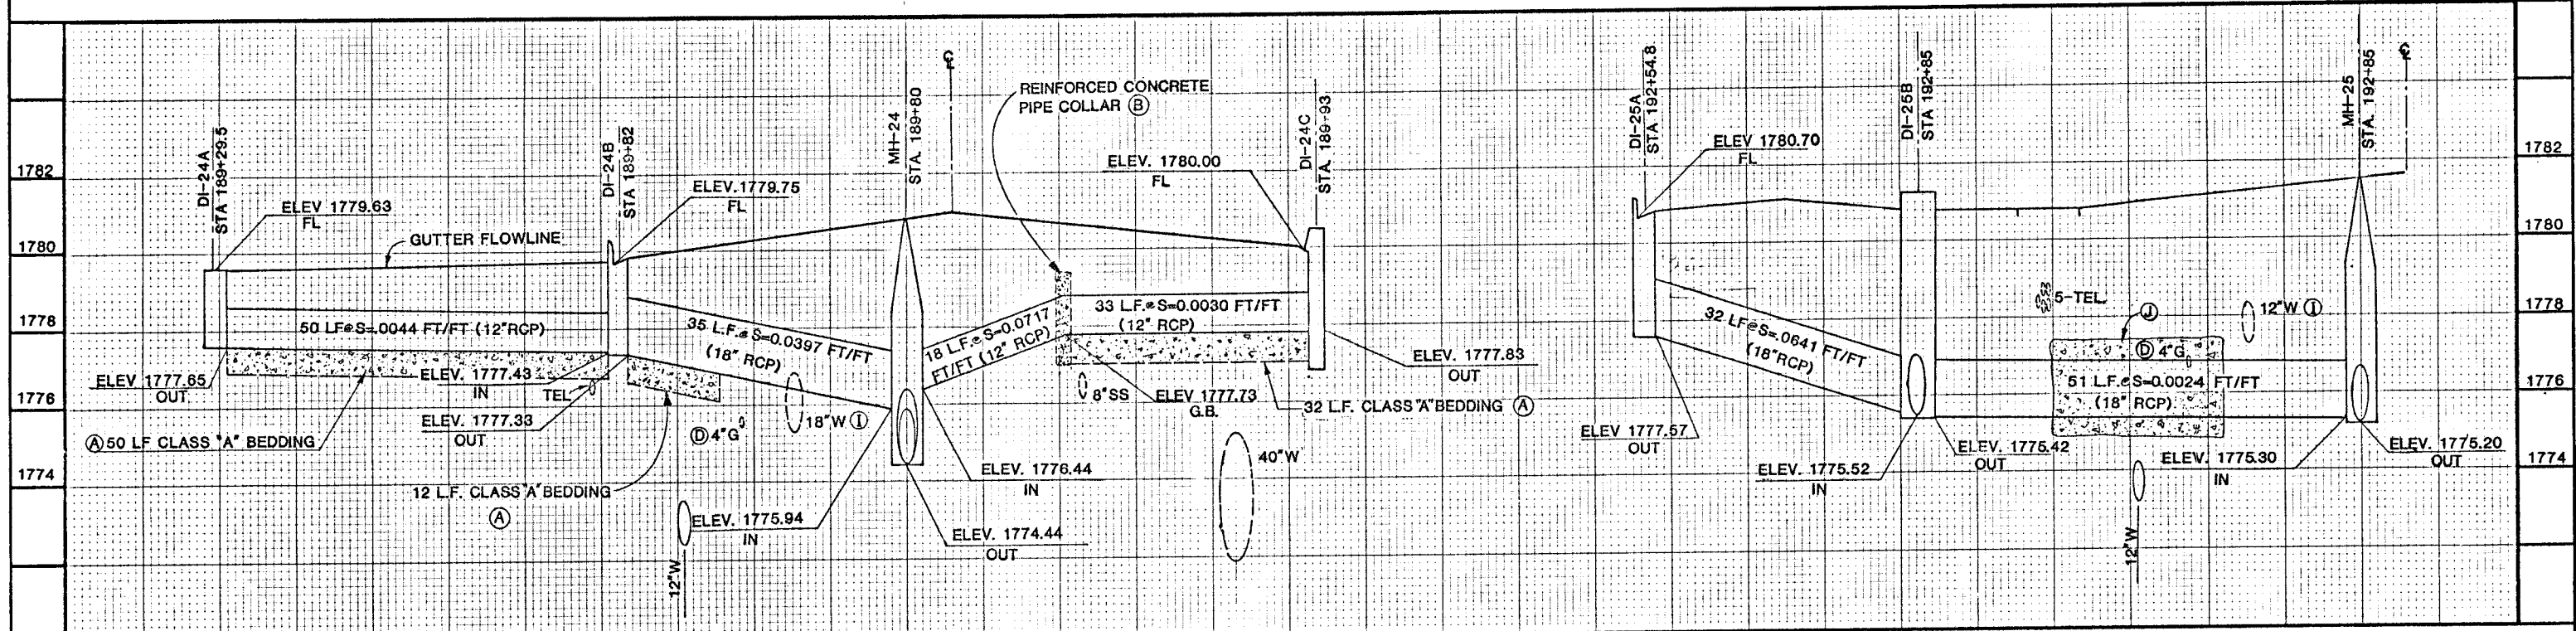 DI-24A
STA 189+29.5
DI-24B
STA 189+82
MH-24
STA. 189+80
℄
REINFORCED CONCRETE
PIPE COLLAR Ⓑ
DI-24C
STA. 189+93
DI-25A
STA 192+54.8
DI-25B
STA 192+85
MH-25
STA. 192+85
℄
1782
1780
1778
1776
1774
ELEV 1779.63
FL
GUTTER FLOWLINE
ELEV. 1779.75
FL
ELEV. 1780.00
FL
ELEV 1780.70
FL
50 LF@S=.0044 FT/FT (12"RCP)
35 L.F.@S=0.0397 FT/FT
(18" RCP)
18 L.F.@S=0.0717
FT/FT (12" RCP)
33 L.F.@S=0.0030 FT/FT
(12" RCP)
32 LF@S=.0641 FT/FT
(18"RCP)
5-TEL.
Ⓙ
12"W Ⓘ
Ⓓ 4"G
51 L.F.@S=0.0024 FT/FT
(18" RCP)
ELEV 1777.65
OUT
ELEV. 1777.43
IN
TEL
ELEV. 1777.33
OUT
Ⓐ 50 LF CLASS "A" BEDDING
Ⓓ 4"G
18"W Ⓘ
12 L.F. CLASS "A" BEDDING
Ⓐ
12"W
ELEV. 1775.94
IN
ELEV. 1776.44
IN
ELEV. 1774.44
OUT
8"SS
ELEV 1777.73
G.B.
32 L.F. CLASS "A" BEDDING Ⓐ
ELEV. 1777.83
OUT
40"W
ELEV 1777.57
OUT
ELEV. 1775.52
IN
ELEV. 1775.42
OUT
12"W
ELEV. 1775.30
IN
ELEV. 1775.20
OUT
1782
1780
1778
1776
1774